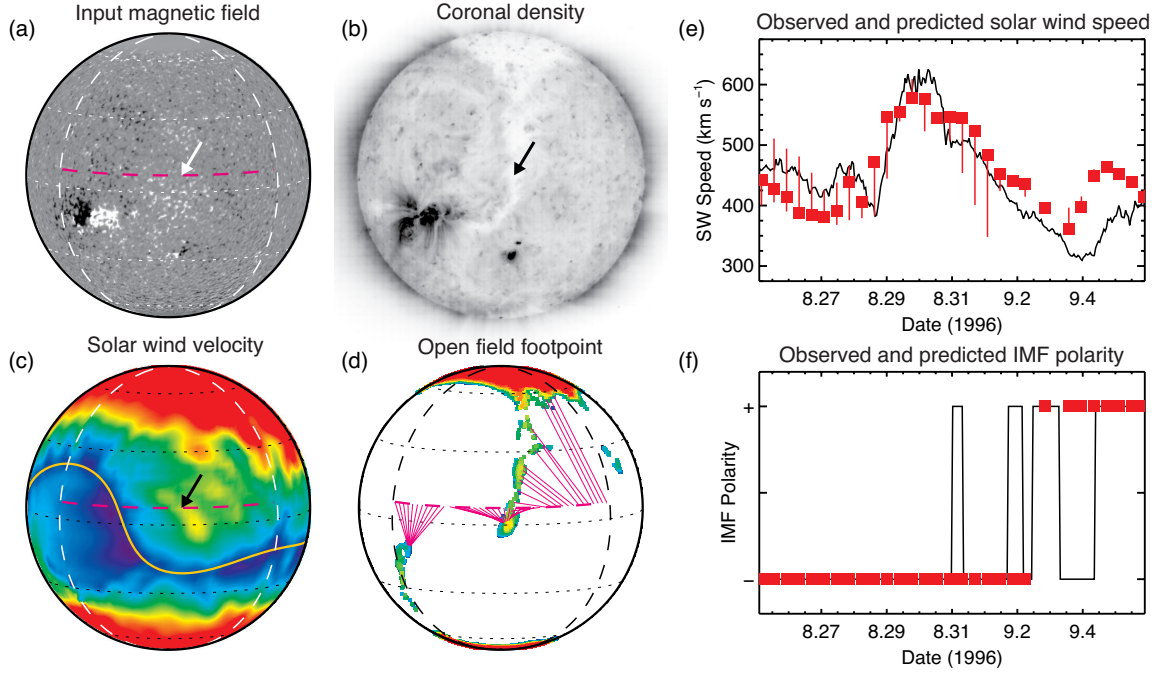 (a)
Input magnetic field
(b)
Coronal density
(c)
Solar wind velocity
(d)
Open field footpoint
(e)
Observed and predicted solar wind speed
SW Speed (km s⁻¹)
600
500
400
300
8.27 8.29 8.31 9.2 9.4
Date (1996)
(f)
Observed and predicted IMF polarity
IMF Polarity
+
−
8.27 8.29 8.31 9.2 9.4
Date (1996)